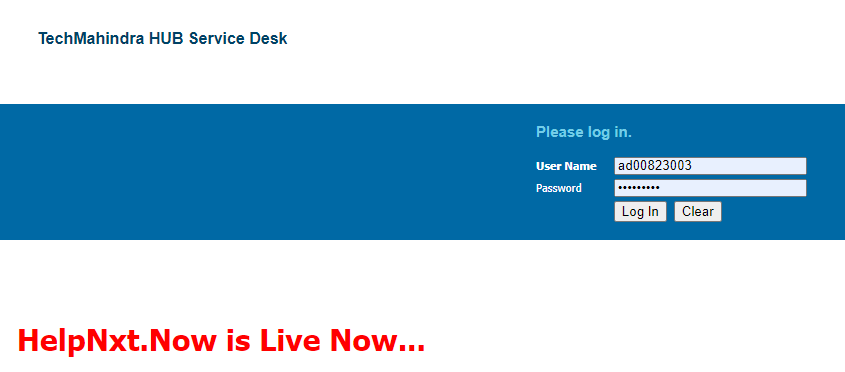 TechMahindra HUB Service Desk
Please log in.
User Name ad00823003
Password •••••••••
Log In Clear
HelpNxt.Now is Live Now...